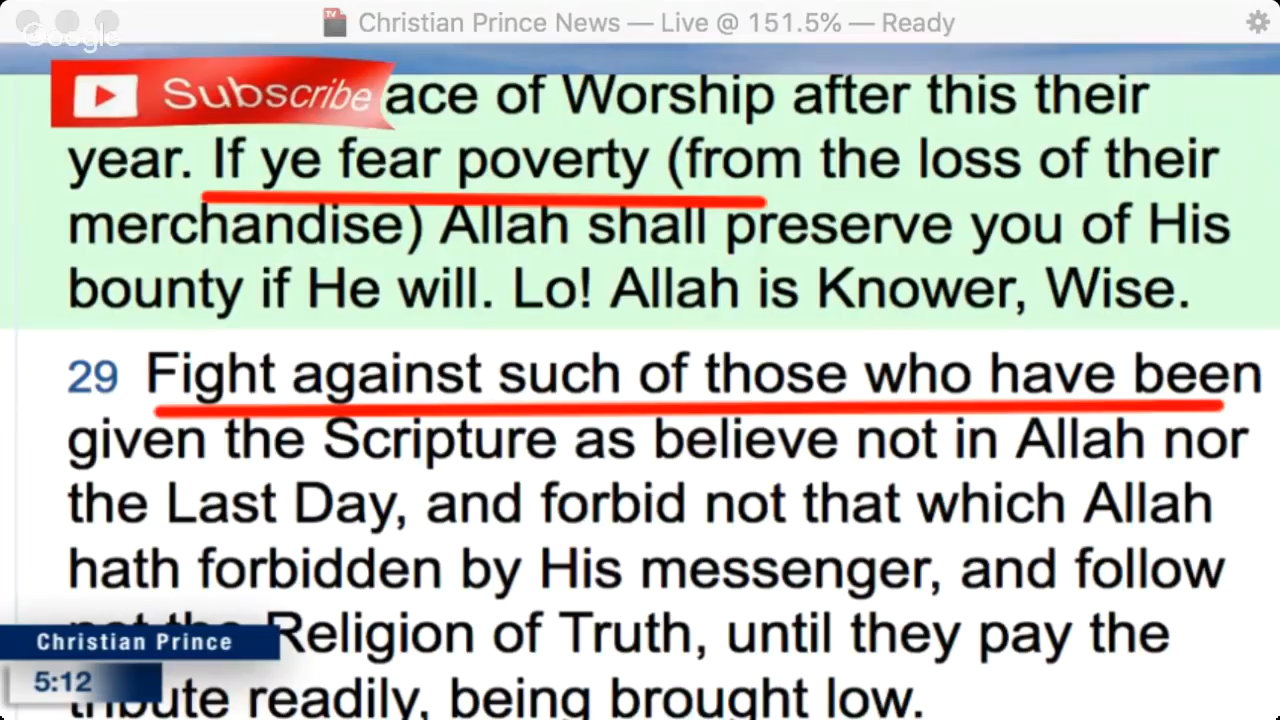 Christian Prince News — Live @ 151.5% — Ready
Google
Subscribe
ace of Worship after this their
year. If ye fear poverty (from the loss of their
merchandise) Allah shall preserve you of His
bounty if He will. Lo! Allah is Knower, Wise.
29 Fight against such of those who have been
given the Scripture as believe not in Allah nor
the Last Day, and forbid not that which Allah
hath forbidden by His messenger, and follow
not the Religion of Truth, until they pay the
Christian Prince
tribute readily, being brought low.
5:12